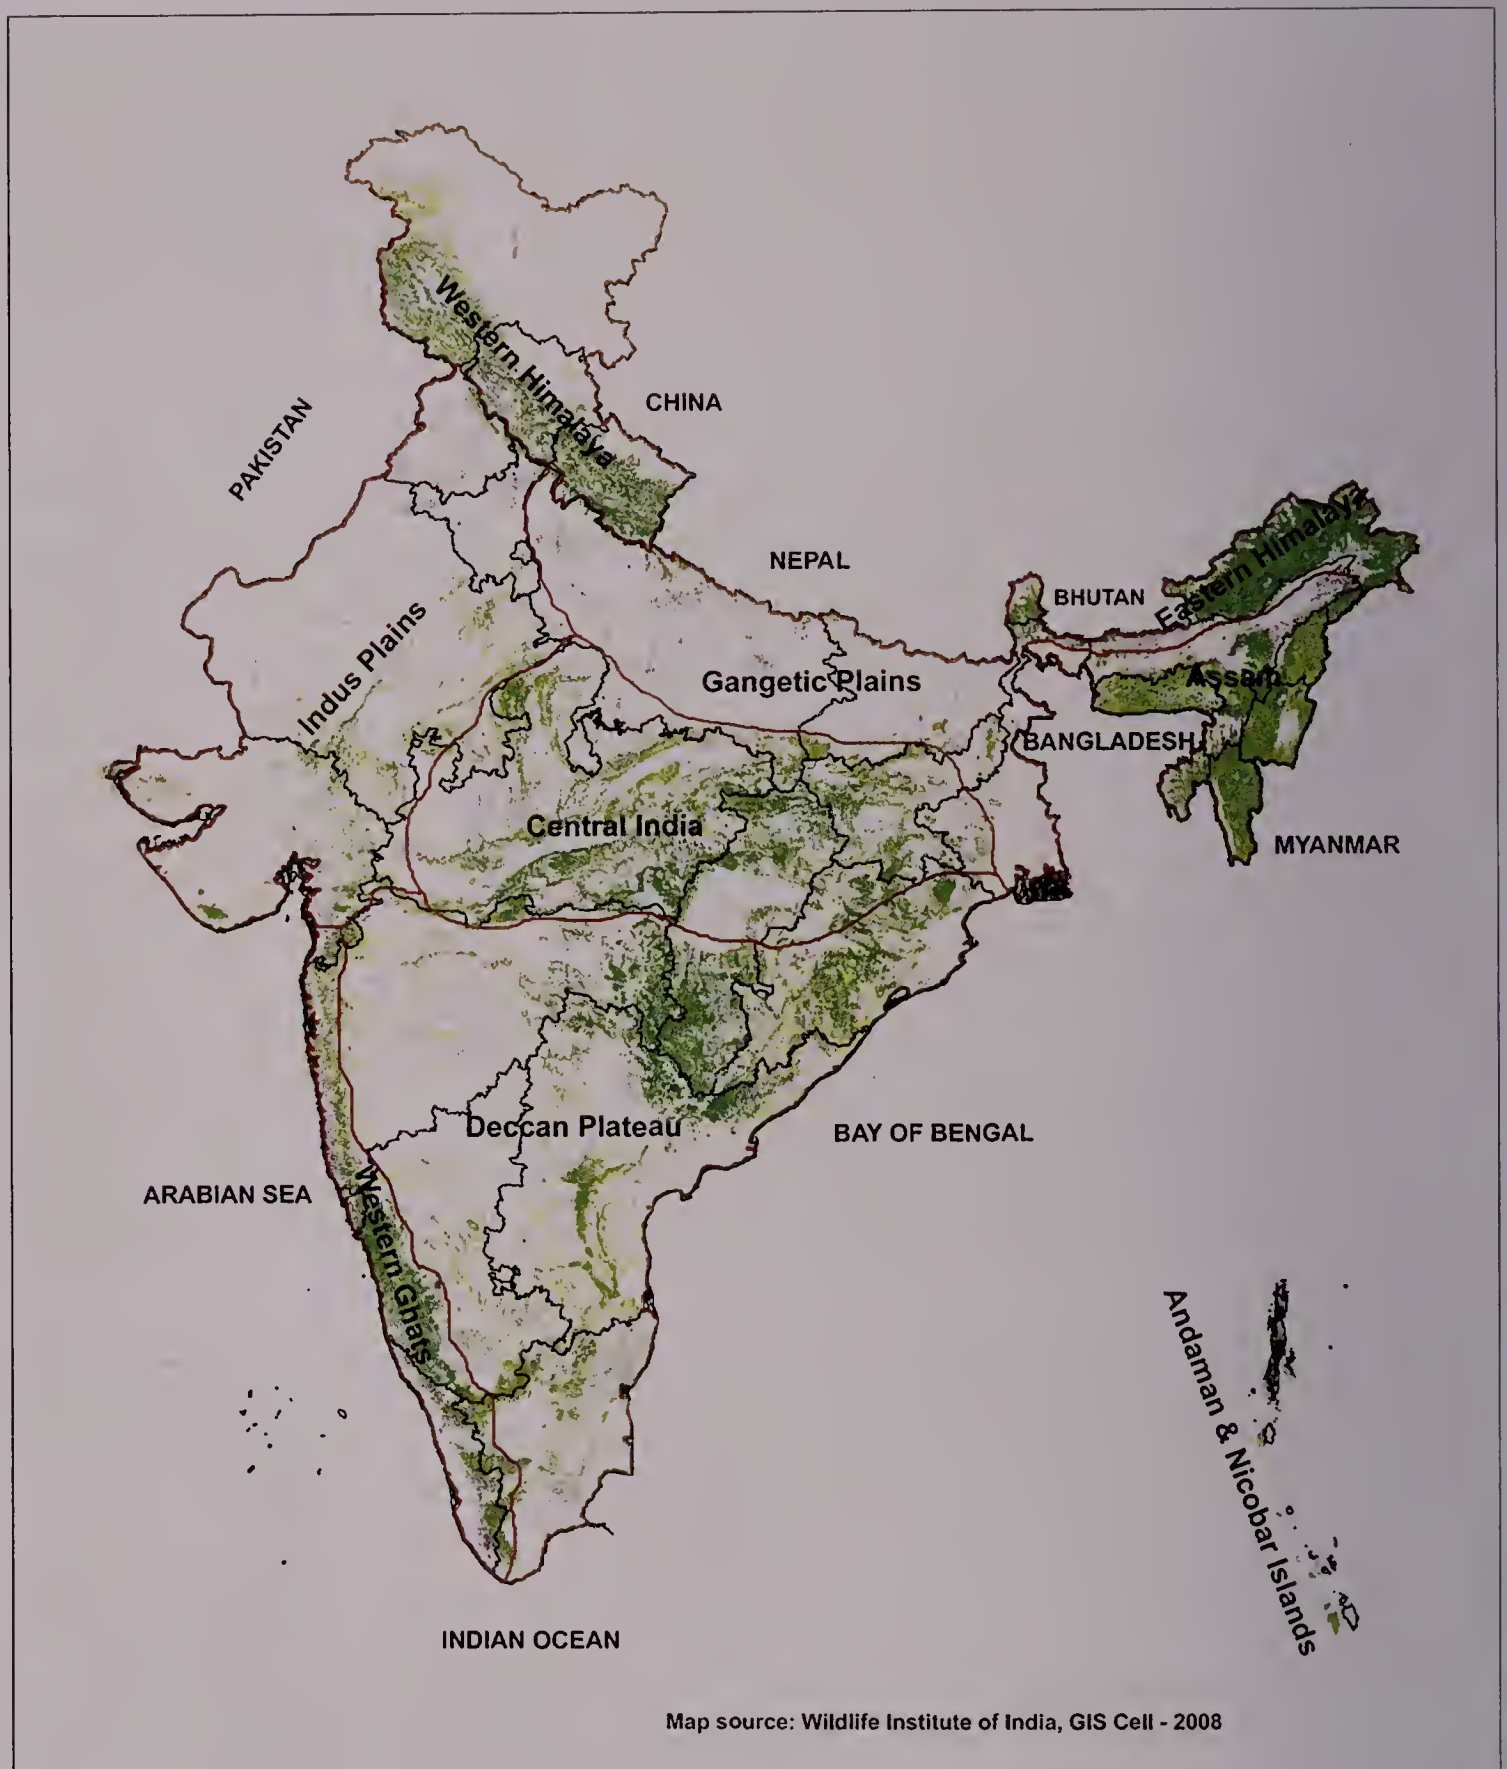 Western Himalaya
CHINA
PAKISTAN
NEPAL
BHUTAN
Eastern Himalaya
Indus Plains
Gangetic Plains
Assam
BANGLADESH
Central India
MYANMAR
Deccan Plateau
BAY OF BENGAL
ARABIAN SEA
Western Ghats
Andaman & Nicobar Islands
INDIAN OCEAN
Map source: Wildlife Institute of India, GIS Cell - 2008